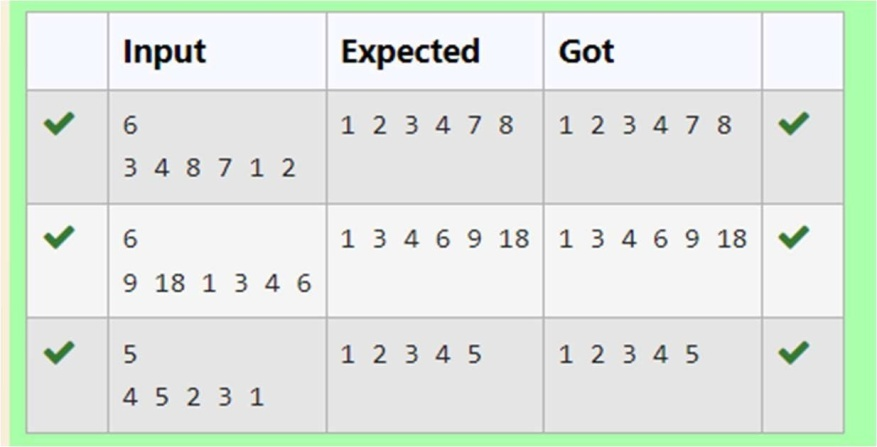 Input Expected Got
6 1 2 3 4 7 8 1 2 3 4 7 8
3 4 8 7 1 2
6 1 3 4 6 9 18 1 3 4 6 9 18
9 18 1 3 4 6
5 1 2 3 4 5 1 2 3 4 5
4 5 2 3 1